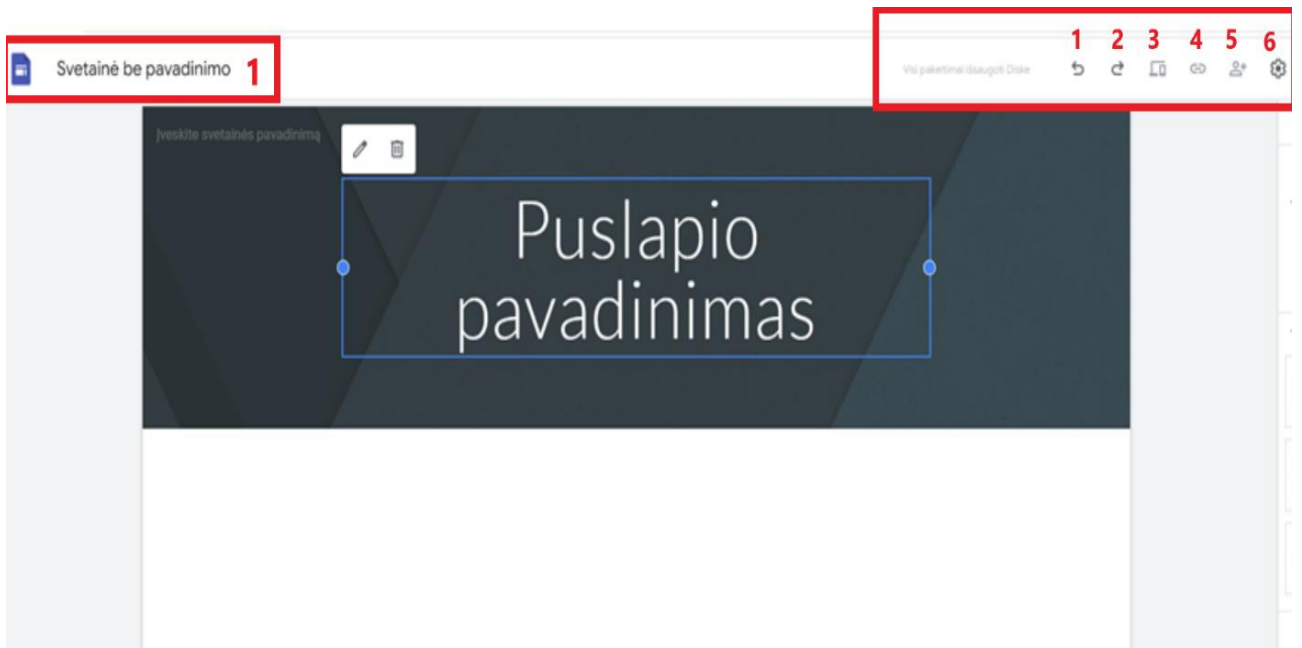 1 2 3 4 5 6
Svetainė be pavadinimo 1
Visi pakeitimai išsaugoti Diske
Įveskite svetainės pavadinimą
Puslapio
pavadinimas